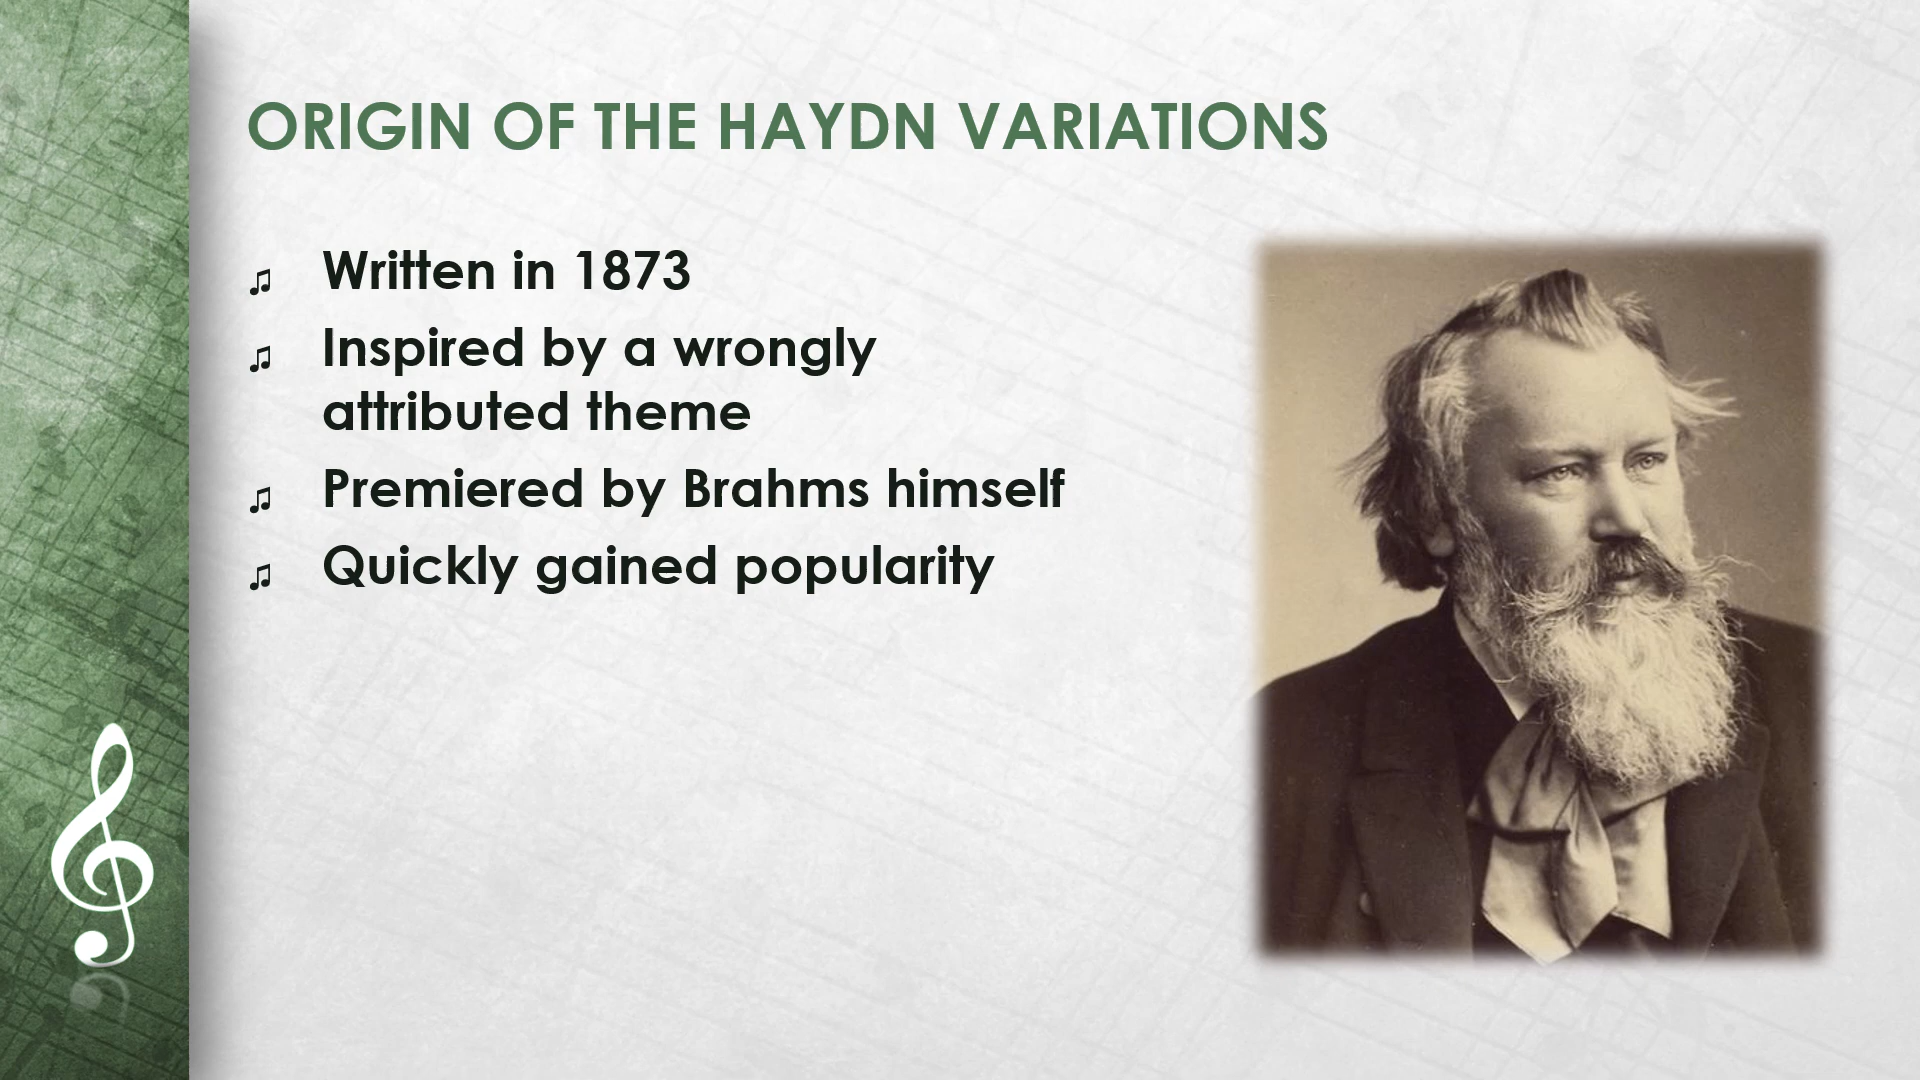 ORIGIN OF THE HAYDN VARIATIONS
♫ Written in 1873
♫ Inspired by a wrongly
attributed theme
♫ Premiered by Brahms himself
♫ Quickly gained popularity